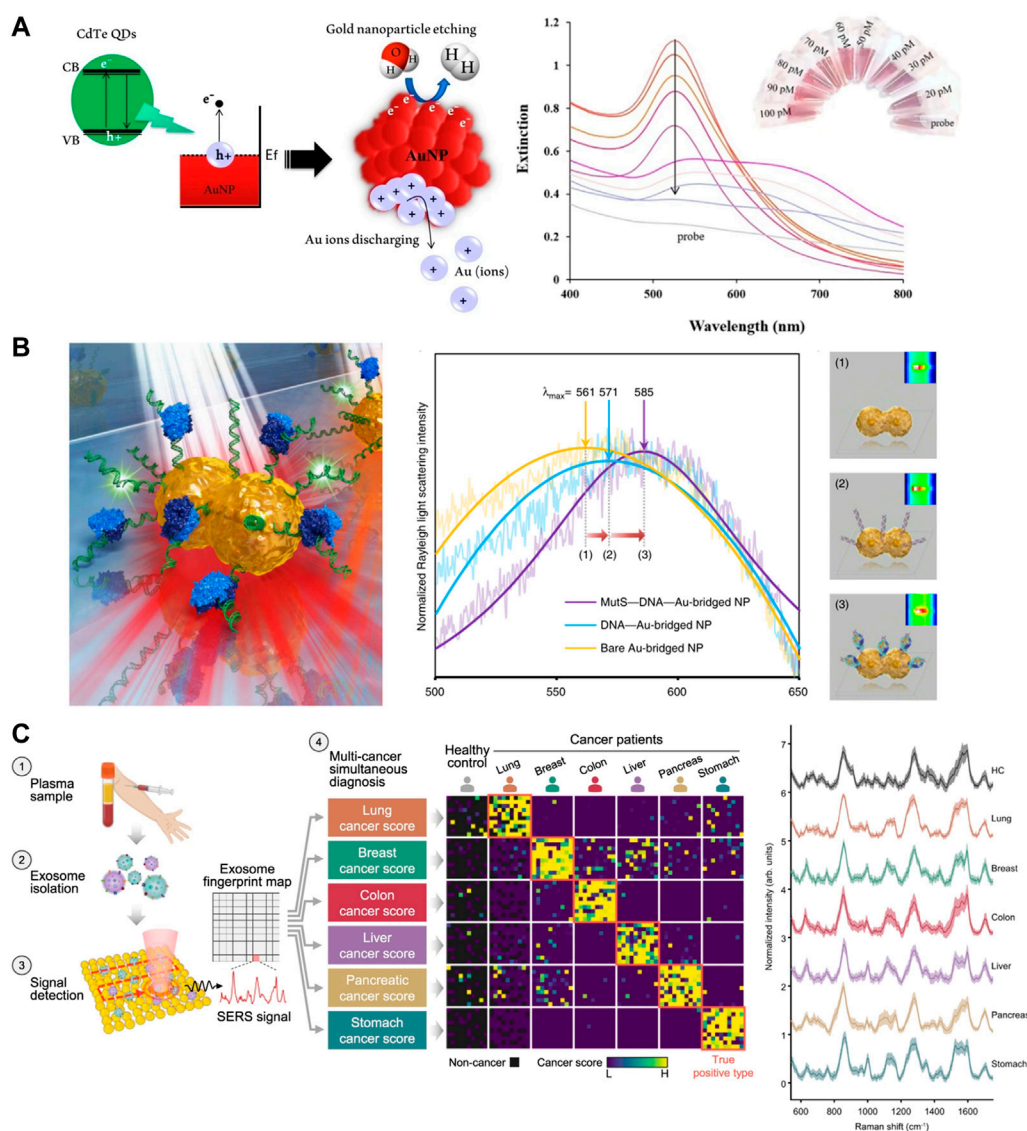 A
CdTe QDs
CB
e⁻
VB
h+
e⁻
h+
Ef
AuNP
Gold nanoparticle etching
O
H
H
H
H
e⁻ e⁻ e⁻ e⁻ e⁻
AuNP
Au ions discharging
Au (ions)
+
+
+
+
+
+
+
+
Extinction
1.2
1
0.8
0.6
0.4
0.2
0
400
500
600
700
800
Wavelength (nm)
probe
100 pM
90 pM
80 pM
70 pM
60 pM
50 pM
40 pM
30 pM
20 pM
probe
B
Normalized Rayleigh light scattering intensity
λmax = 561 571 585
(1) (2) (3)
MutS—DNA—Au-bridged NP
DNA—Au-bridged NP
Bare Au-bridged NP
500
550
600
650
(1)
(2)
(3)
C
1
Plasma
sample
2
Exosome
isolation
3
Signal
detection
Exosome
fingerprint map
SERS signal
4
Multi-cancer
simultaneous
diagnosis
Healthy
control
Cancer patients
Lung
Breast
Colon
Liver
Pancreas
Stomach
Lung
cancer score
Breast
cancer score
Colon
cancer score
Liver
cancer score
Pancreatic
cancer score
Stomach
cancer score
Non-cancer
Cancer score
L
H
True
positive type
Normalized intensity (arb. units)
7
6
5
4
3
2
1
0
HC
Lung
Breast
Colon
Liver
Pancreas
Stomach
600
800
1000
1200
1400
1600
Raman shift (cm⁻¹)